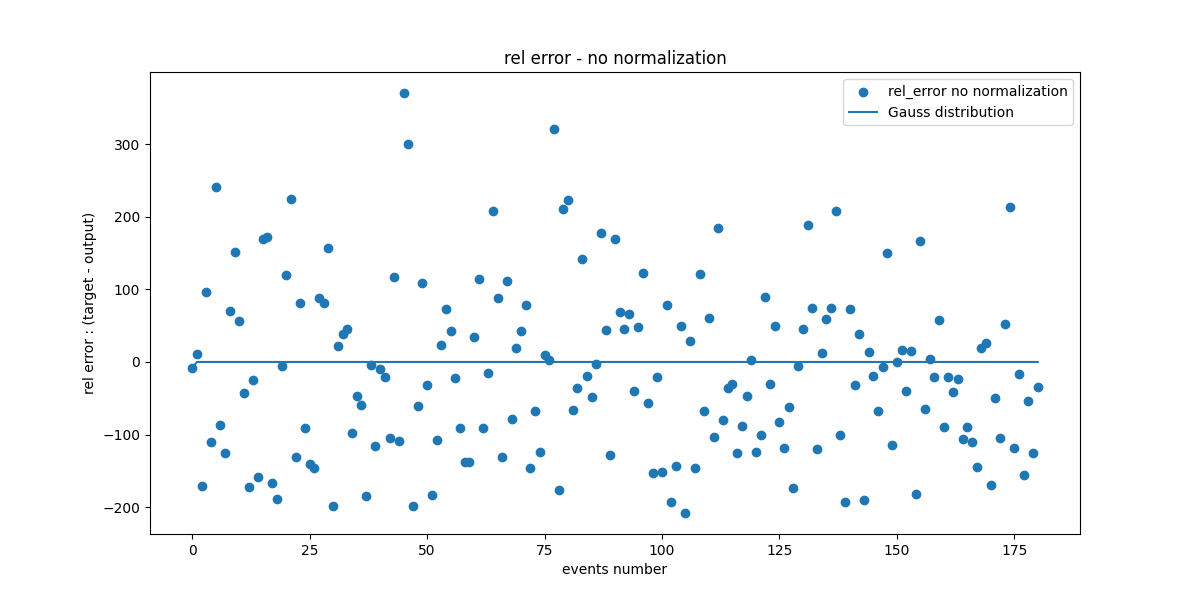 rel error - no normalization
rel_error no normalization
Gauss distribution
rel error : (target - output)
300
200
100
0
−100
−200
0
25
50
75
100
125
150
175
events number